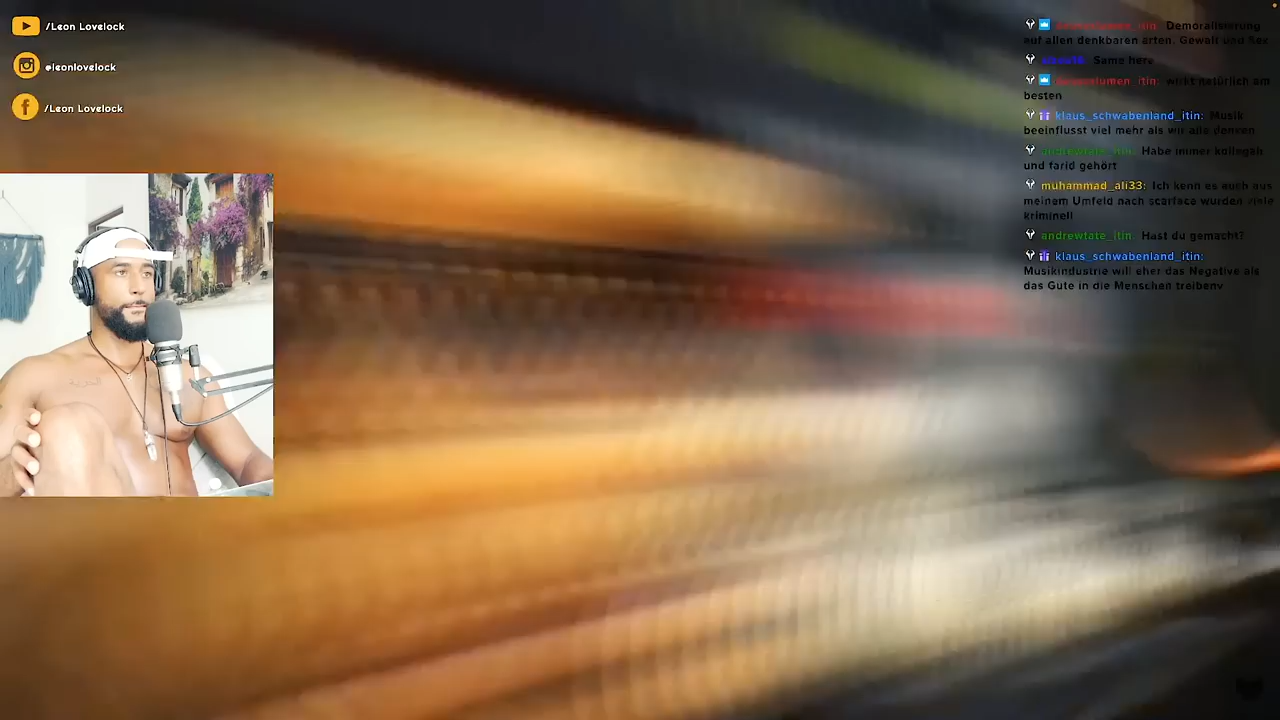 /Leon Lovelock
@leonlovelock
/Leon Lovelock
Demoralisierung
auf allen denkbaren arten. Gewalt und Sex
Same here
wirkt natürlich am
besten
klaus_schwabenland_itin: Musik
beeinflusst viel mehr als wir alle denken
andrewtate_itin: Habe immer kollegah
und farid gehört
muhammad_ali33: Ich kenn es auch aus
meinem Umfeld nach scarface wurden viele
kriminell
andrewtate_itin: Hast du gemacht?
klaus_schwabenland_itin:
Musikindustrie will eher das Negative als
das Gute in die Menschen treibenv